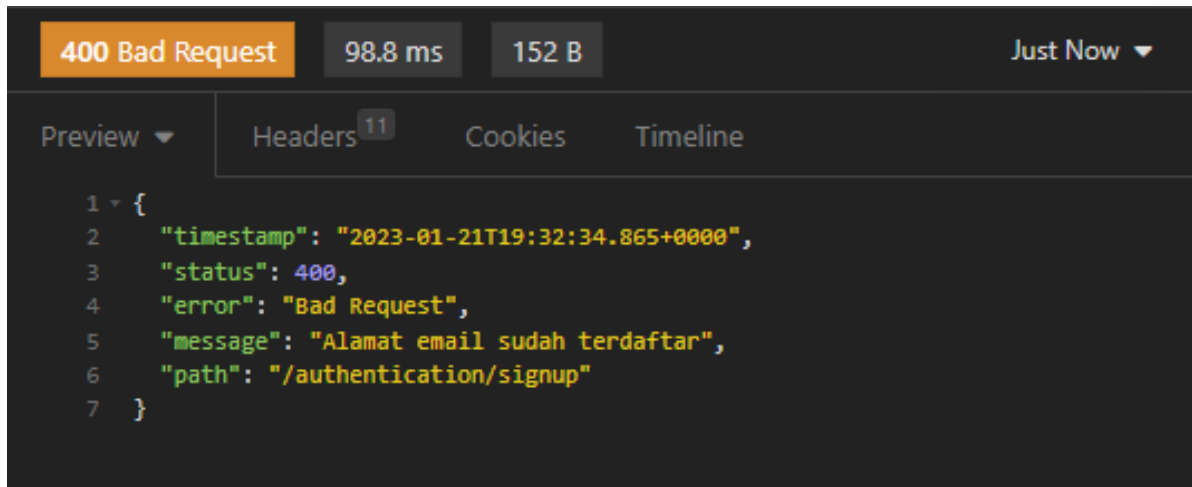 400 Bad Request 98.8 ms 152 B Just Now
Preview Headers 11 Cookies Timeline
1 {
2 "timestamp": "2023-01-21T19:32:34.865+0000",
3 "status": 400,
4 "error": "Bad Request",
5 "message": "Alamat email sudah terdaftar",
6 "path": "/authentication/signup"
7 }